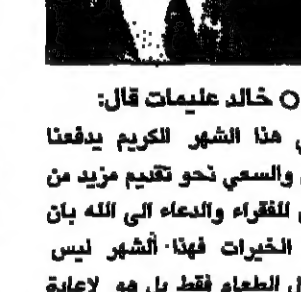 خالد عليمات قال:
هذا الشهر الكريم يدفعنا
والسعي نحو تقديم مزيد من
للفقراء والدعاء الى الله بان
الخيرات فهذا الشهر ليس
الطعام فقط بل هو لاعادة